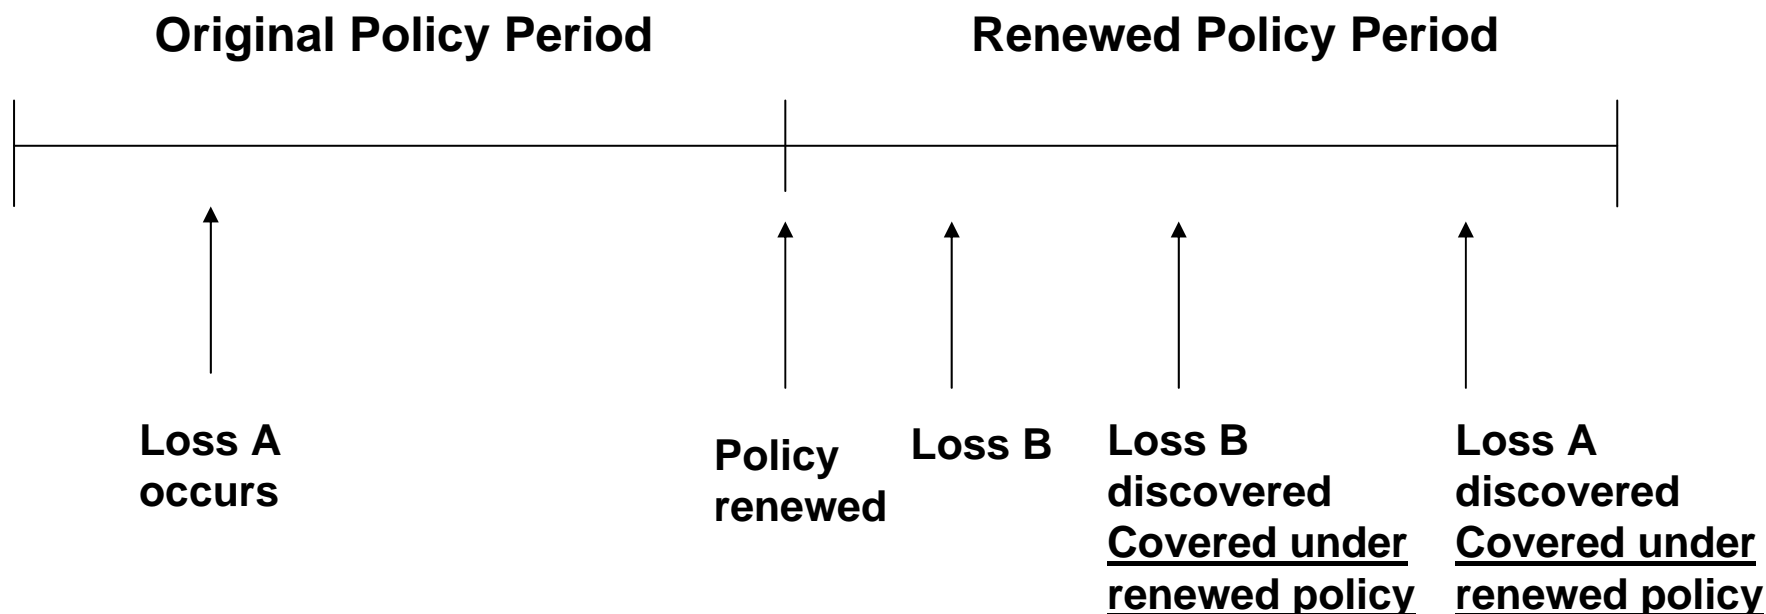 Original Policy Period
Renewed Policy Period
Loss A
occurs
Policy
renewed
Loss B
Loss B
discovered
Covered under
renewed policy
Loss A
discovered
Covered under
renewed policy